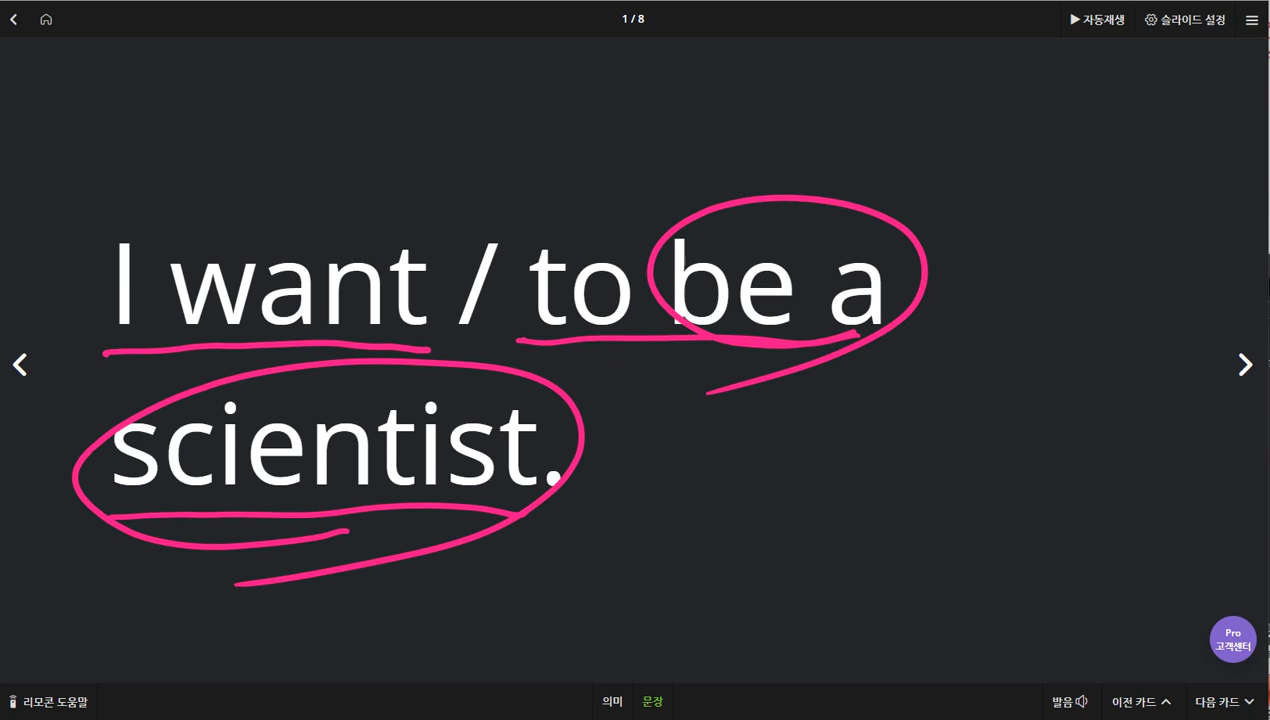 1 / 8
자동재생
슬라이드 설정
I want / to be a
scientist.
Pro
고객센터
리모콘 도움말
의미
문장
발음
이전 카드
다음 카드